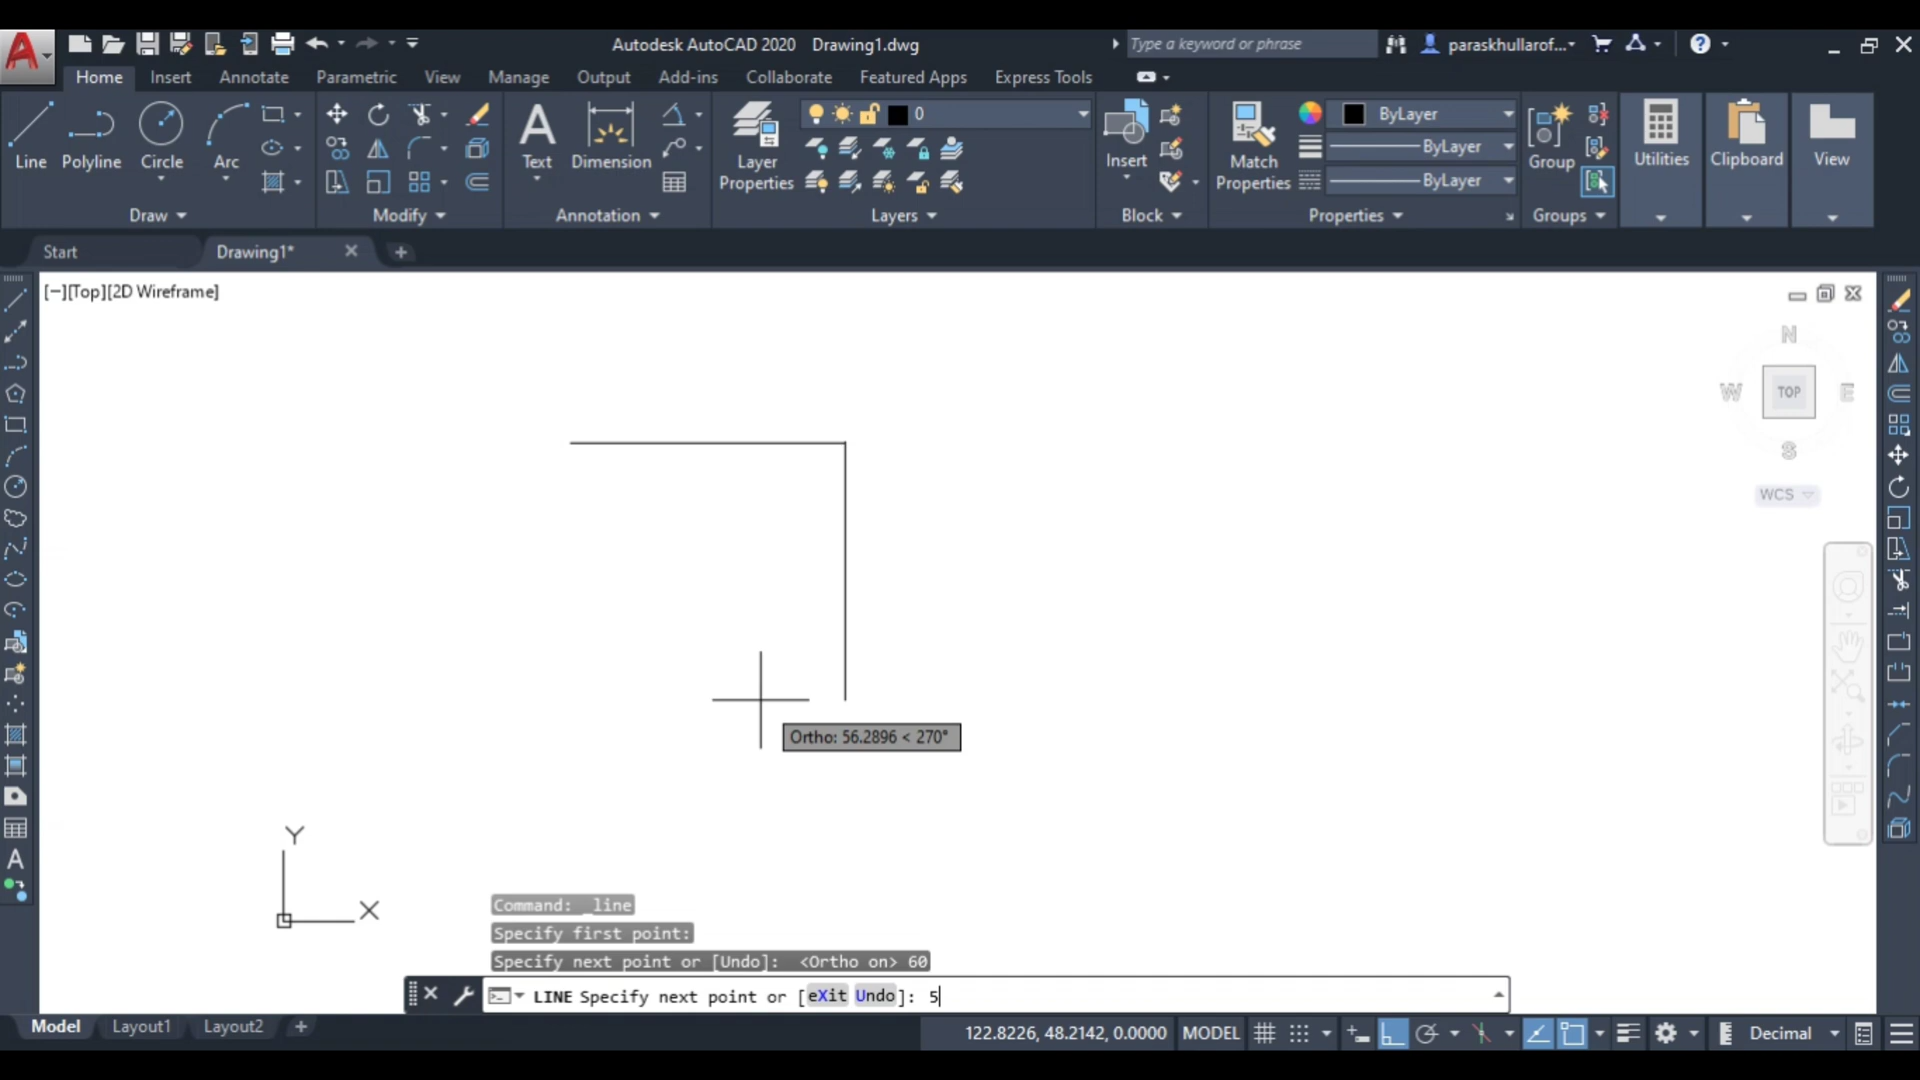 Autodesk AutoCAD 2020 Drawing1.dwg
Type a keyword or phrase
paraskhullarof...
Home Insert Annotate Parametric View Manage Output Add-ins Collaborate Featured Apps Express Tools
Line Polyline Circle Arc
Text Dimension
Layer Properties
0
Insert
Match Properties
ByLayer
ByLayer
ByLayer
Group
Utilities
Clipboard
View
Draw Modify Annotation Layers Block Properties Groups
Start Drawing1*
[−][Top][2D Wireframe]
N
W TOP E
S
WCS
Ortho: 56.2896 < 270°
Y
X
Command: _line
Specify first point:
Specify next point or [Undo]: <Ortho on> 60
LINE Specify next point or [eXit Undo]: 5
Model Layout1 Layout2
122.8226, 48.2142, 0.0000 MODEL
Decimal